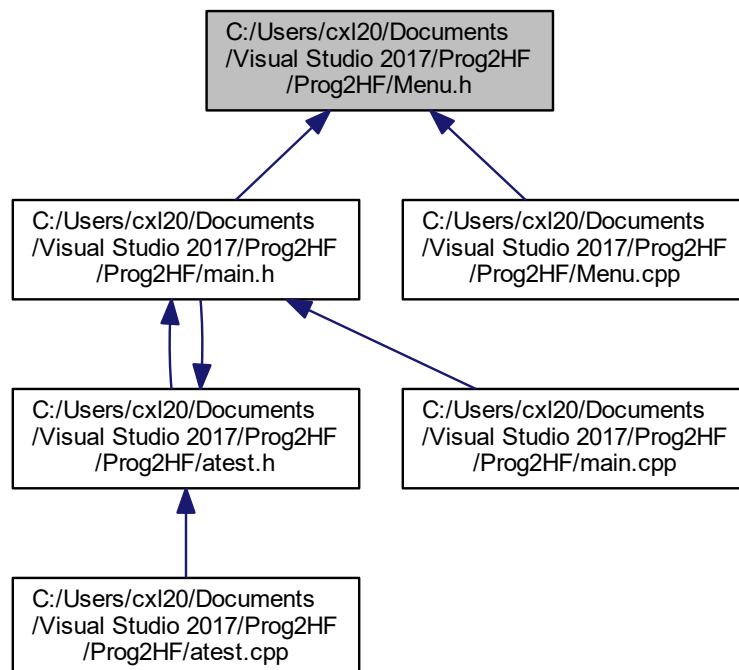 C:/Users/cxl20/Documents
/Visual Studio 2017/Prog2HF
/Prog2HF/Menu.h
C:/Users/cxl20/Documents
/Visual Studio 2017/Prog2HF
/Prog2HF/main.h
C:/Users/cxl20/Documents
/Visual Studio 2017/Prog2HF
/Prog2HF/Menu.cpp
C:/Users/cxl20/Documents
/Visual Studio 2017/Prog2HF
/Prog2HF/atest.h
C:/Users/cxl20/Documents
/Visual Studio 2017/Prog2HF
/Prog2HF/main.cpp
C:/Users/cxl20/Documents
/Visual Studio 2017/Prog2HF
/Prog2HF/atest.cpp